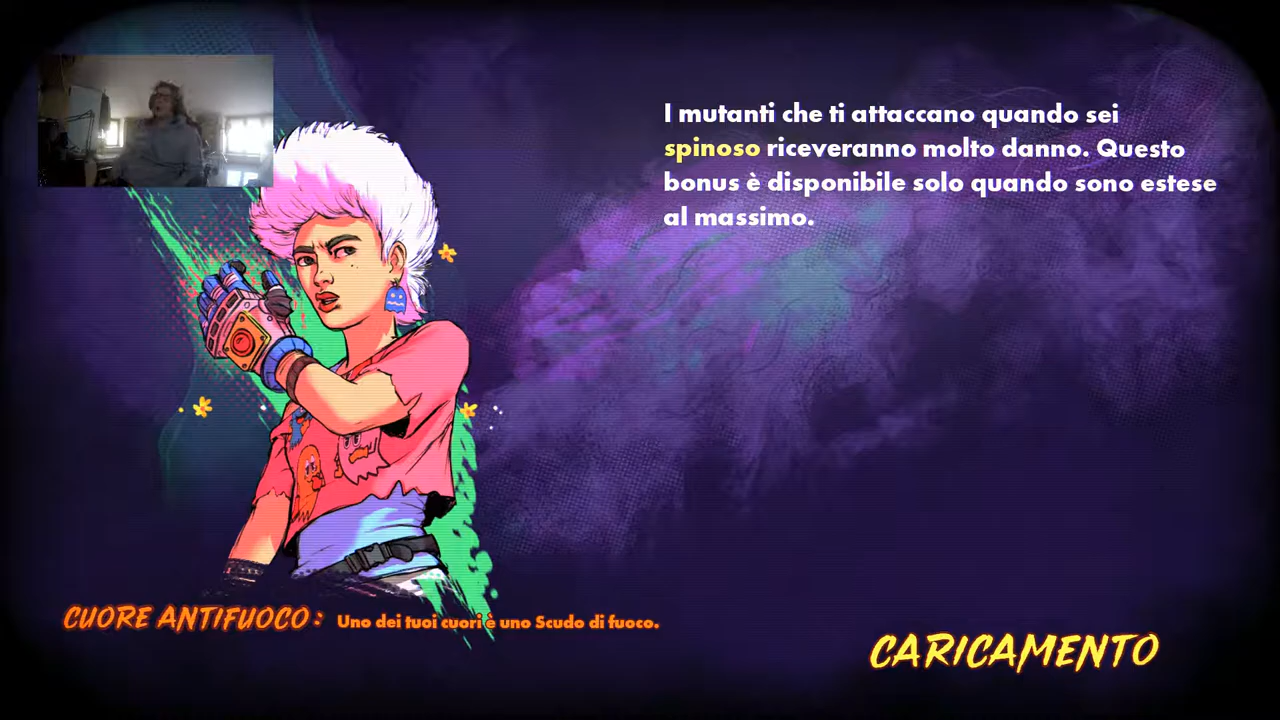 I mutanti che ti attaccano quando sei
spinoso riceveranno molto danno. Questo
bonus è disponibile solo quando sono estese
al massimo.
CUORE ANTIFUOCO: Uno dei tuoi cuori è uno Scudo di fuoco.
CARICAMENTO